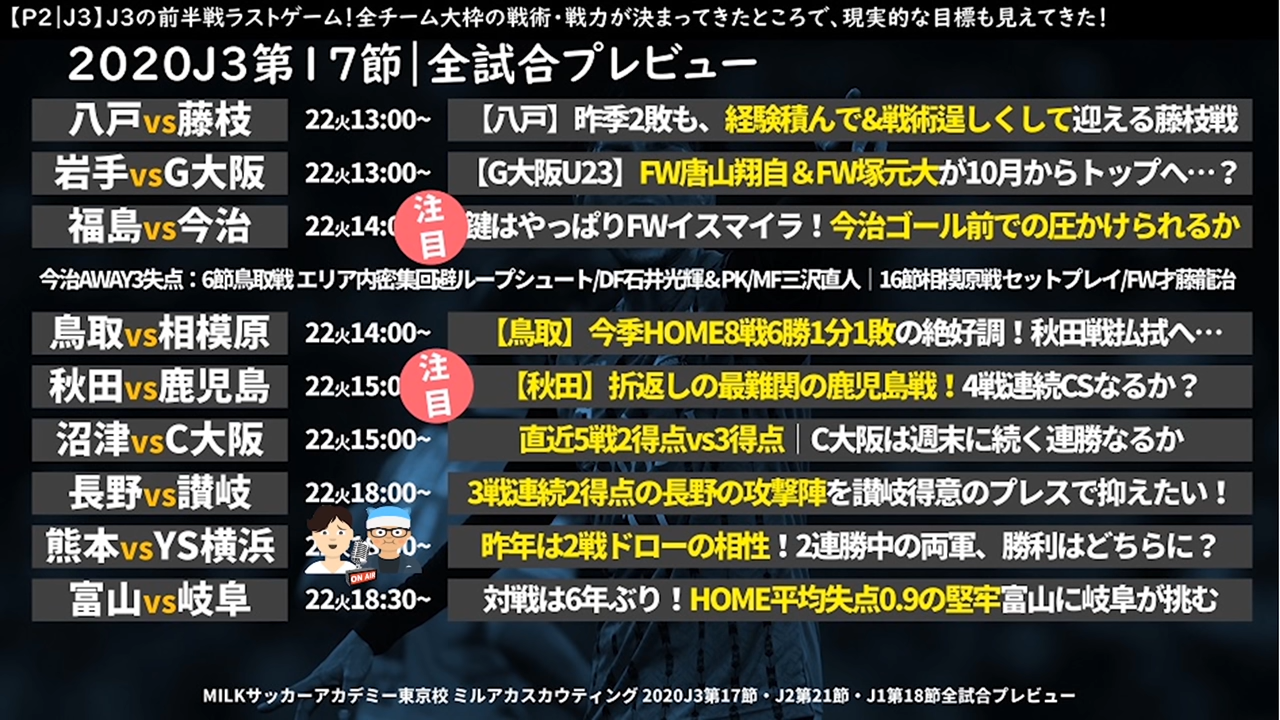 【P2|J3】J3の前半戦ラストゲーム!全チーム大枠の戦術・戦力が決まってきたところで、現実的な目標も見えてきた!
2020J3第17節|全試合プレビュー
八戸vs藤枝 22火13:00~ 【八戸】昨季2敗も、経験積んで&戦術逞しくして迎える藤枝戦
岩手vsG大阪 22火13:00~ 【G大阪U23】FW唐山翔自&FW塚元大が10月からトップへ…?
福島vs今治 22火14:0 注目 鍵はやっぱりFWイスマイラ!今治ゴール前での圧かけられるか
今治AWAY3失点:6節鳥取戦 エリア内密集回避ループシュート/DF石井光輝&PK/MF三沢直人|16節相模原戦 セットプレイ/FW才藤龍治
鳥取vs相模原 22火14:00~ 【鳥取】今季HOME8戦6勝1分1敗の絶好調!秋田戦払拭へ…
秋田vs鹿児島 22火15:0 注目 【秋田】折返しの最難関の鹿児島戦!4戦連続CSなるか?
沼津vsC大阪 22火15:00~ 直近5戦2得点vs3得点|C大阪は週末に続く連勝なるか
長野vs讃岐 22火18:00~ 3戦連続2得点の長野の攻撃陣を讃岐得意のプレスで抑えたい!
熊本vsYS横浜 0~ 昨年は2戦ドローの相性!2連勝中の両軍、勝利はどちらに?
ON AIR
富山vs岐阜 22火18:30~ 対戦は6年ぶり!HOME平均失点0.9の堅牢富山に岐阜が挑む
MILKサッカーアカデミー東京校 ミルアカスカウティング 2020J3第17節・J2第21節・J1第18節全試合プレビュー